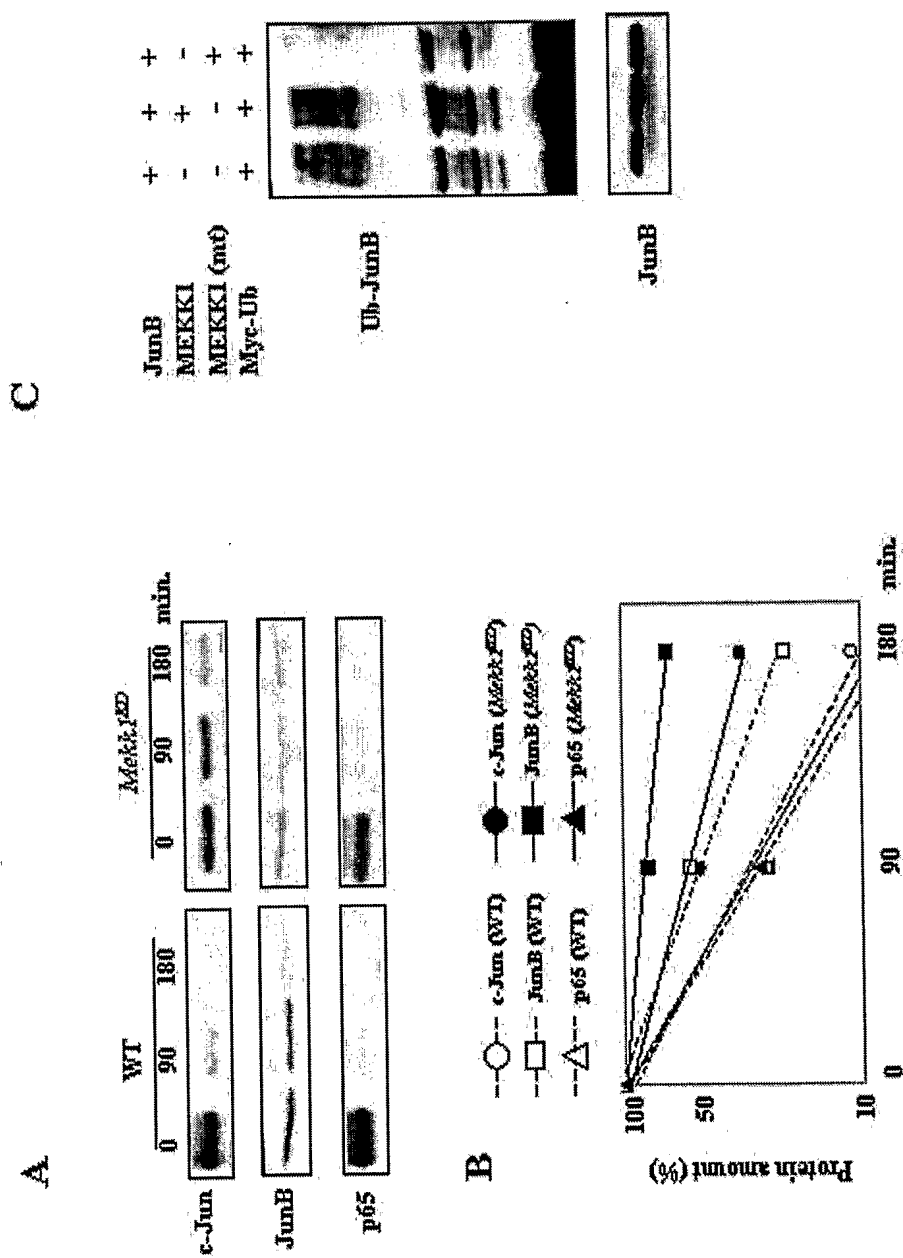 A
WT
Mekk1ᴷᴰ
0 90 180 0 90 180 min.
c-Jun
JunB
p65
B
c-Jun (WT)
c-Jun (Mekk1ᴷᴰ)
JunB (WT)
JunB (Mekk1ᴷᴰ)
p65 (WT)
p65 (Mekk1ᴷᴰ)
Protein amount (%)
100
50
10
0 90 180 min.
C
JunB + + +
MEKK1 - + -
MEKK1 (mt) - - +
Myc-Ub + + +
Ub-JunB
JunB